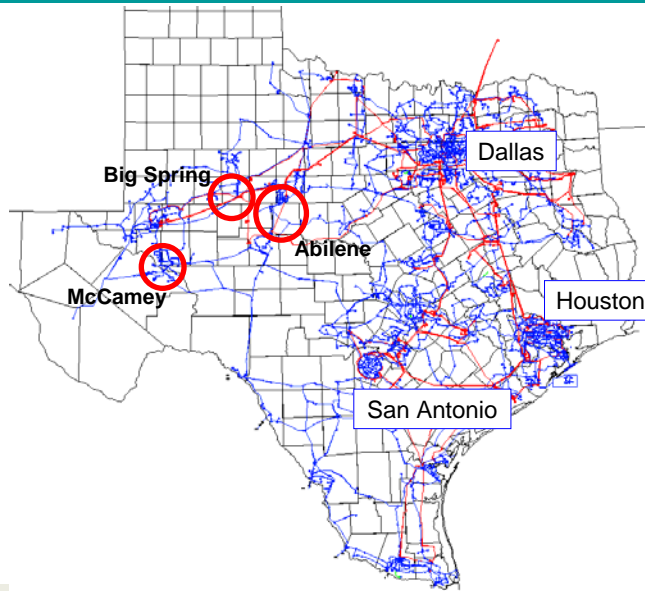 Dallas
Big Spring
Abilene
McCamey
Houston
San Antonio